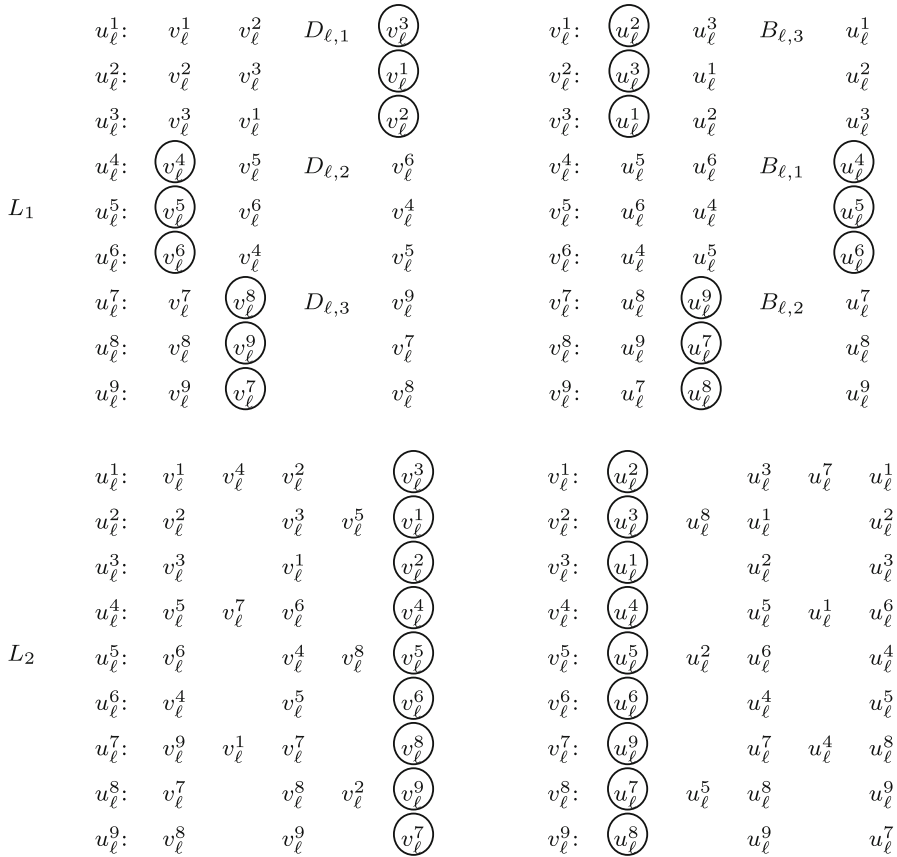 u_ℓ^1: v_ℓ^1 v_ℓ^2 D_{ℓ,1} v_ℓ^3 v_ℓ^1: u_ℓ^2 u_ℓ^3 B_{ℓ,3} u_ℓ^1
u_ℓ^2: v_ℓ^2 v_ℓ^3 v_ℓ^1 v_ℓ^2: u_ℓ^3 u_ℓ^1 u_ℓ^2
u_ℓ^3: v_ℓ^3 v_ℓ^1 v_ℓ^2 v_ℓ^3: u_ℓ^1 u_ℓ^2 u_ℓ^3
u_ℓ^4: v_ℓ^4 v_ℓ^5 D_{ℓ,2} v_ℓ^6 v_ℓ^4: u_ℓ^5 u_ℓ^6 B_{ℓ,1} u_ℓ^4
L_1 u_ℓ^5: v_ℓ^5 v_ℓ^6 v_ℓ^4 v_ℓ^5: u_ℓ^6 u_ℓ^4 u_ℓ^5
u_ℓ^6: v_ℓ^6 v_ℓ^4 v_ℓ^5 v_ℓ^6: u_ℓ^4 u_ℓ^5 u_ℓ^6
u_ℓ^7: v_ℓ^7 v_ℓ^8 D_{ℓ,3} v_ℓ^9 v_ℓ^7: u_ℓ^8 u_ℓ^9 B_{ℓ,2} u_ℓ^7
u_ℓ^8: v_ℓ^8 v_ℓ^9 v_ℓ^7 v_ℓ^8: u_ℓ^9 u_ℓ^7 u_ℓ^8
u_ℓ^9: v_ℓ^9 v_ℓ^7 v_ℓ^8 v_ℓ^9: u_ℓ^7 u_ℓ^8 u_ℓ^9
u_ℓ^1: v_ℓ^1 v_ℓ^4 v_ℓ^2 v_ℓ^3 v_ℓ^1: u_ℓ^2 u_ℓ^3 u_ℓ^7 u_ℓ^1
u_ℓ^2: v_ℓ^2 v_ℓ^3 v_ℓ^5 v_ℓ^1 v_ℓ^2: u_ℓ^3 u_ℓ^8 u_ℓ^1 u_ℓ^2
u_ℓ^3: v_ℓ^3 v_ℓ^1 v_ℓ^2 v_ℓ^3: u_ℓ^1 u_ℓ^2 u_ℓ^3
u_ℓ^4: v_ℓ^5 v_ℓ^7 v_ℓ^6 v_ℓ^4 v_ℓ^4: u_ℓ^4 u_ℓ^5 u_ℓ^1 u_ℓ^6
L_2 u_ℓ^5: v_ℓ^6 v_ℓ^4 v_ℓ^8 v_ℓ^5 v_ℓ^5: u_ℓ^5 u_ℓ^2 u_ℓ^6 u_ℓ^4
u_ℓ^6: v_ℓ^4 v_ℓ^5 v_ℓ^6 v_ℓ^6: u_ℓ^6 u_ℓ^4 u_ℓ^5
u_ℓ^7: v_ℓ^9 v_ℓ^1 v_ℓ^7 v_ℓ^8 v_ℓ^7: u_ℓ^9 u_ℓ^7 u_ℓ^4 u_ℓ^8
u_ℓ^8: v_ℓ^7 v_ℓ^8 v_ℓ^2 v_ℓ^9 v_ℓ^8: u_ℓ^7 u_ℓ^5 u_ℓ^8 u_ℓ^9
u_ℓ^9: v_ℓ^8 v_ℓ^9 v_ℓ^7 v_ℓ^9: u_ℓ^8 u_ℓ^9 u_ℓ^7